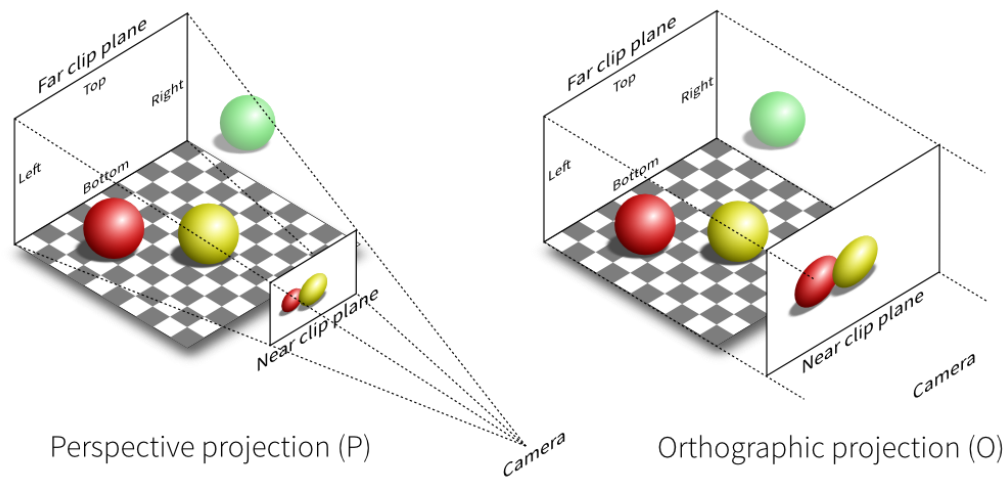 Far clip plane
Top
Right
Left
Bottom
Near clip plane
Camera
Perspective projection (P)
Far clip plane
Top
Right
Left
Bottom
Near clip plane
Camera
Orthographic projection (O)